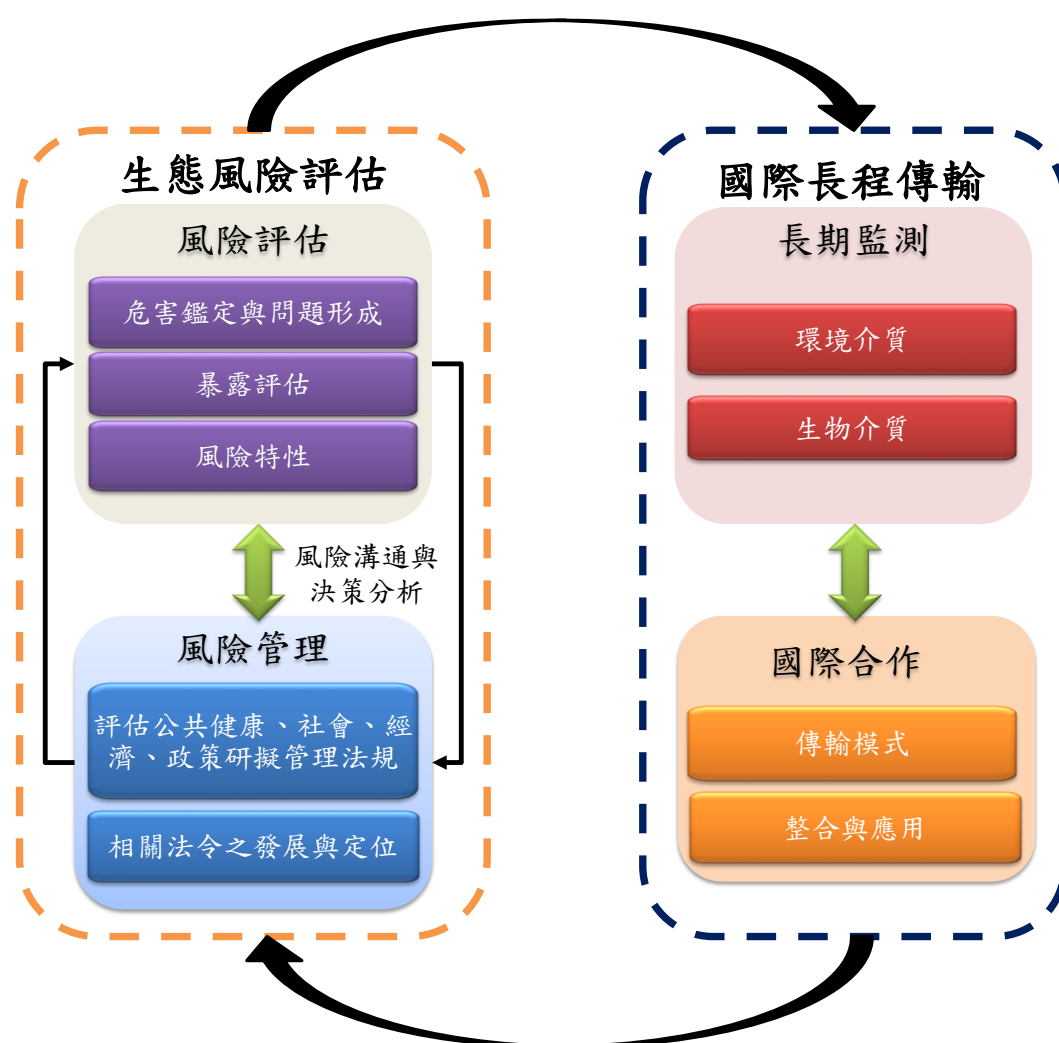 生態風險評估
風險評估
危害鑑定與問題形成
暴露評估
風險特性
風險溝通與
決策分析
風險管理
評估公共健康、社會、經
濟、政策研擬管理法規
相關法令之發展與定位
國際長程傳輸
長期監測
環境介質
生物介質
國際合作
傳輸模式
整合與應用